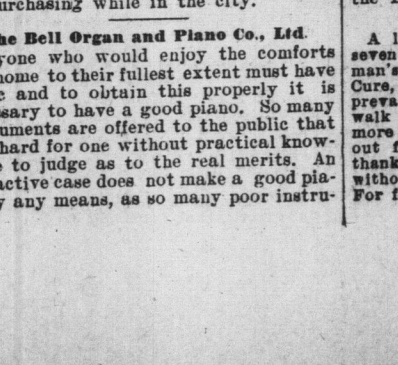 urchasing while in the city.
he Bell Organ and Piano Co., Ltd.
yone who would enjoy the comforts
home to their fullest extent must have
c and to obtain this properly it is
ssary to have a good piano. So many
uments are offered to the public that
hard for one without practical know-
e to judge as to the real merits. An
active case does not make a good pia-
y any means, as so many poor instru-
A l
seven
man's
Cure,
preva
walk
more
out f
thank
witho
For f